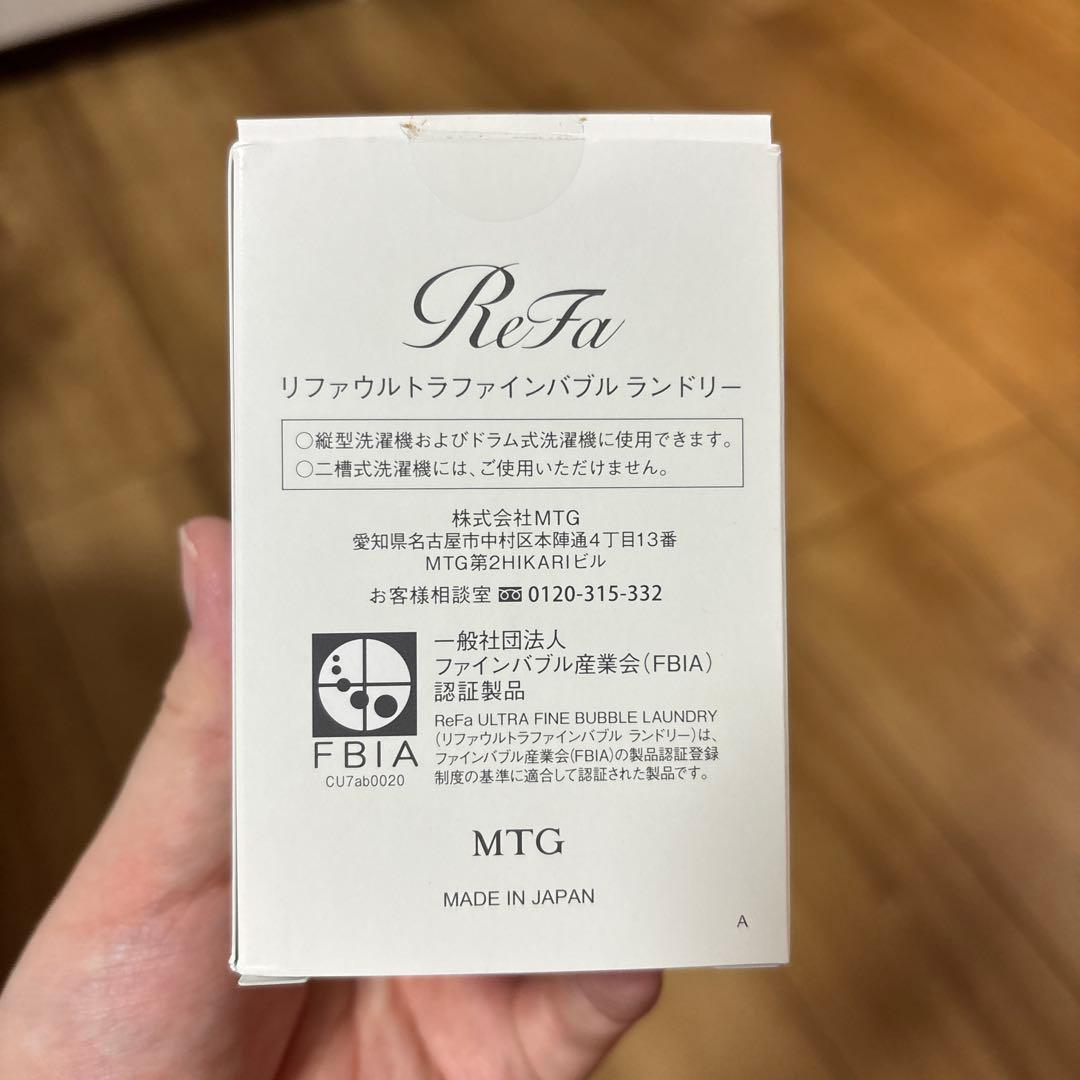 ReFa
リファウルトラファインバブル ランドリー
○縦型洗濯機およびドラム式洗濯機に使用できます。
○二槽式洗濯機には、ご使用いただけません。
株式会社MTG
愛知県名古屋市中村区本陣通4丁目13番
MTG第2HIKARIビル
お客様相談室 0120-315-332
一般社団法人
ファインバブル産業会(FBIA)
認証製品
ReFa ULTRA FINE BUBBLE LAUNDRY
(リファウルトラファインバブル ランドリー)は、
ファインバブル産業会(FBIA)の製品認証登録
制度の基準に適合して認証された製品です。
FBIA
CU7ab0020
MTG
MADE IN JAPAN
A